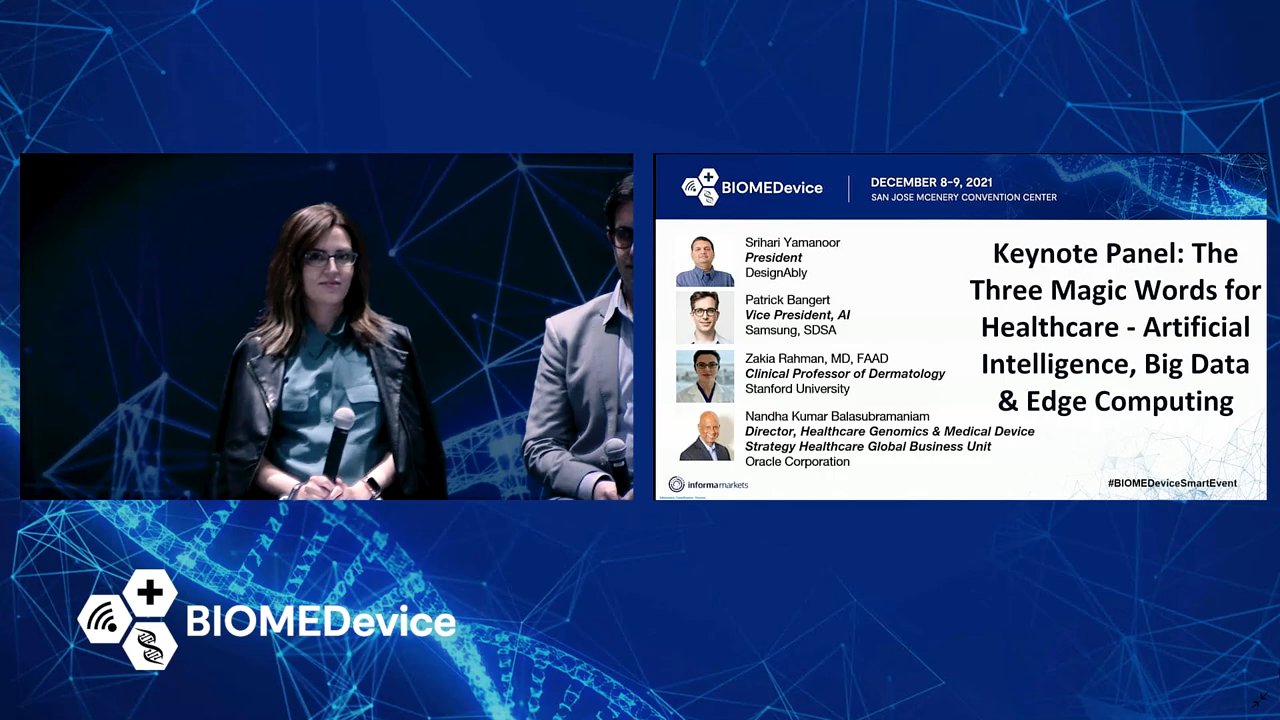 BIOMEDevice
DECEMBER 8-9, 2021
SAN JOSE MCENERY CONVENTION CENTER
Srihari Yamanoor
President
DesignAbly
Patrick Bangert
Vice President, AI
Samsung, SDSA
Zakia Rahman, MD, FAAD
Clinical Professor of Dermatology
Stanford University
Nandha Kumar Balasubramaniam
Director, Healthcare Genomics & Medical Device
Strategy Healthcare Global Business Unit
Oracle Corporation
Keynote Panel: The
Three Magic Words for
Healthcare - Artificial
Intelligence, Big Data
& Edge Computing
informa markets
#BIOMEDeviceSmartEvent
BIOMEDevice